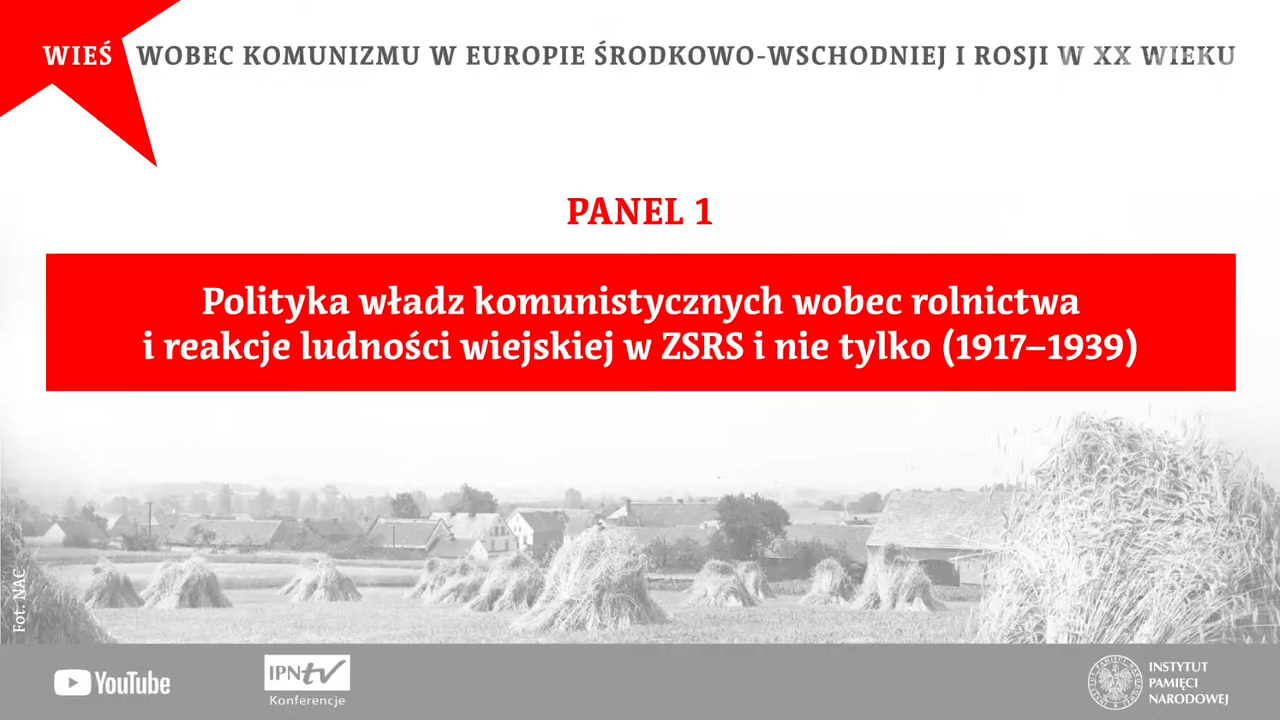 WIEŚ WOBEC KOMUNIZMU W EUROPIE ŚRODKOWO-WSCHODNIEJ I ROSJI W XX WIEKU
PANEL 1
Polityka władz komunistycznych wobec rolnictwa
i reakcje ludności wiejskiej w ZSRS i nie tylko (1917–1939)
Fot. NAC
YouTube
IPNtv
Konferencje
INSTYTUT
PAMIĘCI
NARODOWEJ